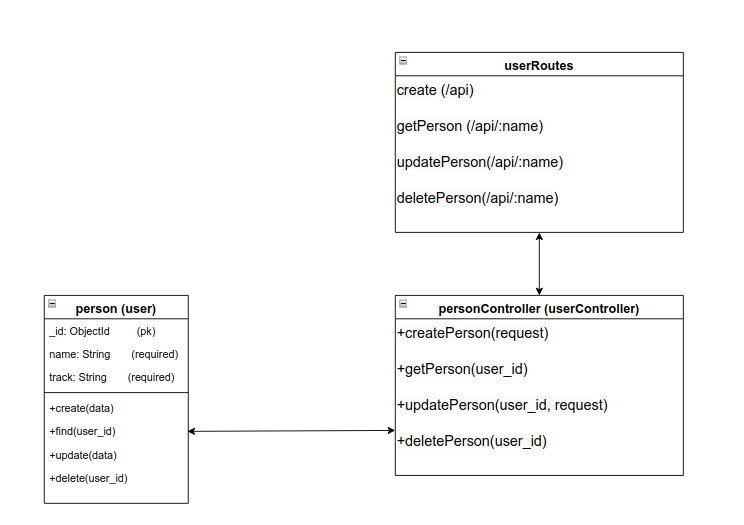 userRoutes
create (/api)
getPerson (/api/:name)
updatePerson(/api/:name)
deletePerson(/api/:name)
person (user)
_id: ObjectId (pk)
name: String (required)
track: String (required)
+create(data)
+find(user_id)
+update(data)
+delete(user_id)
personController (userController)
+createPerson(request)
+getPerson(user_id)
+updatePerson(user_id, request)
+deletePerson(user_id)